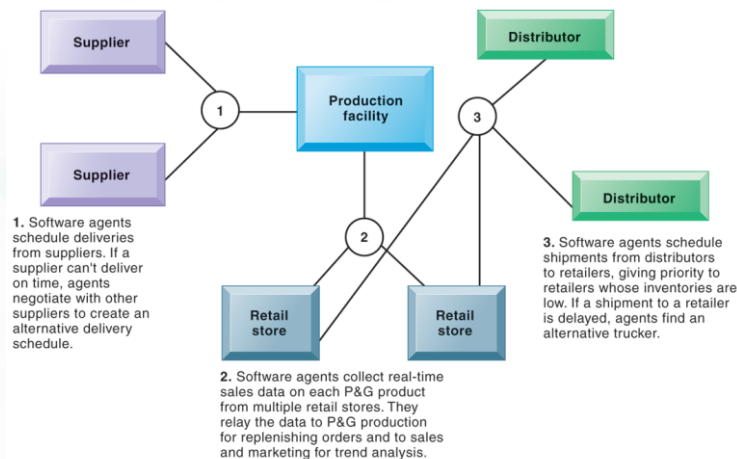 Supplier
Distributor
Production
facility
1
3
Supplier
Distributor
1. Software agents
schedule deliveries
from suppliers. If a
supplier can't deliver
on time, agents
negotiate with other
suppliers to create an
alternative delivery
schedule.
2
3. Software agents schedule
shipments from distributors
to retailers, giving priority to
retailers whose inventories are
low. If a shipment to a retailer
is delayed, agents find an
alternative trucker.
Retail
store
Retail
store
2. Software agents collect real-time
sales data on each P&G product
from multiple retail stores. They
relay the data to P&G production
for replenishing orders and to sales
and marketing for trend analysis.